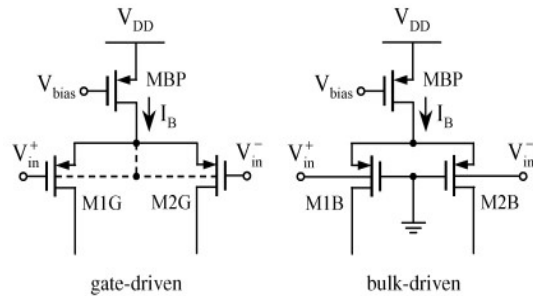 V_DD V_DD
V_bias MBP V_bias MBP
I_B I_B
V_in^+ V_in^- V_in^+ V_in^-
M1G M2G M1B M2B
gate-driven bulk-driven